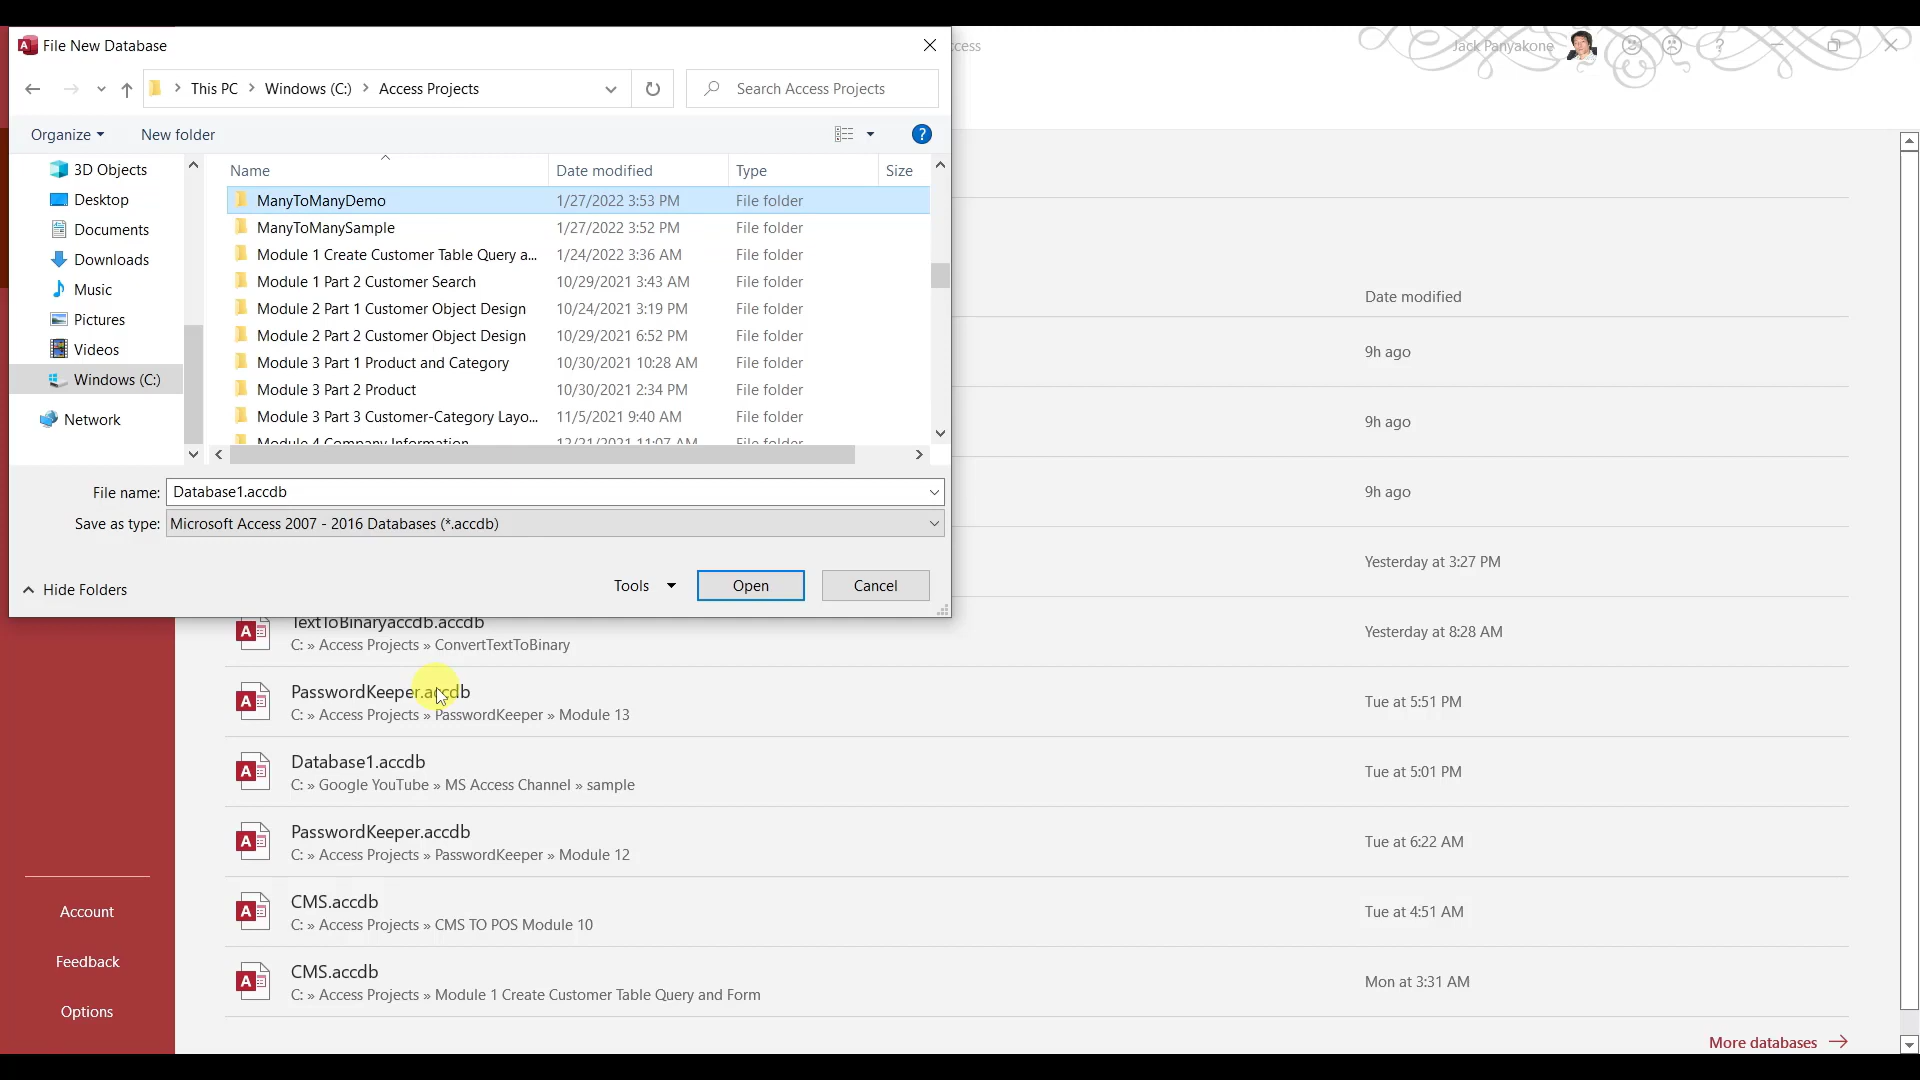 File New Database
ccess
Jack Panyakone
This PC > Windows (C:) > Access Projects
Search Access Projects
Organize
New folder
Name
Date modified
Type
Size
3D Objects
Desktop
Documents
Downloads
Music
Pictures
Videos
Windows (C:)
Network
ManyToManyDemo 1/27/2022 3:53 PM File folder
ManyToManySample 1/27/2022 3:52 PM File folder
Module 1 Create Customer Table Query a... 1/24/2022 3:36 AM File folder
Module 1 Part 2 Customer Search 10/29/2021 3:43 AM File folder
Module 2 Part 1 Customer Object Design 10/24/2021 3:19 PM File folder
Module 2 Part 2 Customer Object Design 10/29/2021 6:52 PM File folder
Module 3 Part 1 Product and Category 10/30/2021 10:28 AM File folder
Module 3 Part 2 Product 10/30/2021 2:34 PM File folder
Module 3 Part 3 Customer-Category Layo... 11/5/2021 9:40 AM File folder
Module 4 Company Information 12/21/2021 11:07 AM File folder
File name: Database1.accdb
Save as type: Microsoft Access 2007 - 2016 Databases (*.accdb)
Hide Folders
Tools
Open
Cancel
Date modified
9h ago
9h ago
9h ago
Yesterday at 3:27 PM
TextToBinaryaccdb.accdb
C: » Access Projects » ConvertTextToBinary
Yesterday at 8:28 AM
PasswordKeeper.accdb
C: » Access Projects » PasswordKeeper » Module 13
Tue at 5:51 PM
Database1.accdb
C: » Google YouTube » MS Access Channel » sample
Tue at 5:01 PM
PasswordKeeper.accdb
C: » Access Projects » PasswordKeeper » Module 12
Tue at 6:22 AM
CMS.accdb
C: » Access Projects » CMS TO POS Module 10
Tue at 4:51 AM
CMS.accdb
C: » Access Projects » Module 1 Create Customer Table Query and Form
Mon at 3:31 AM
More databases
Account
Feedback
Options